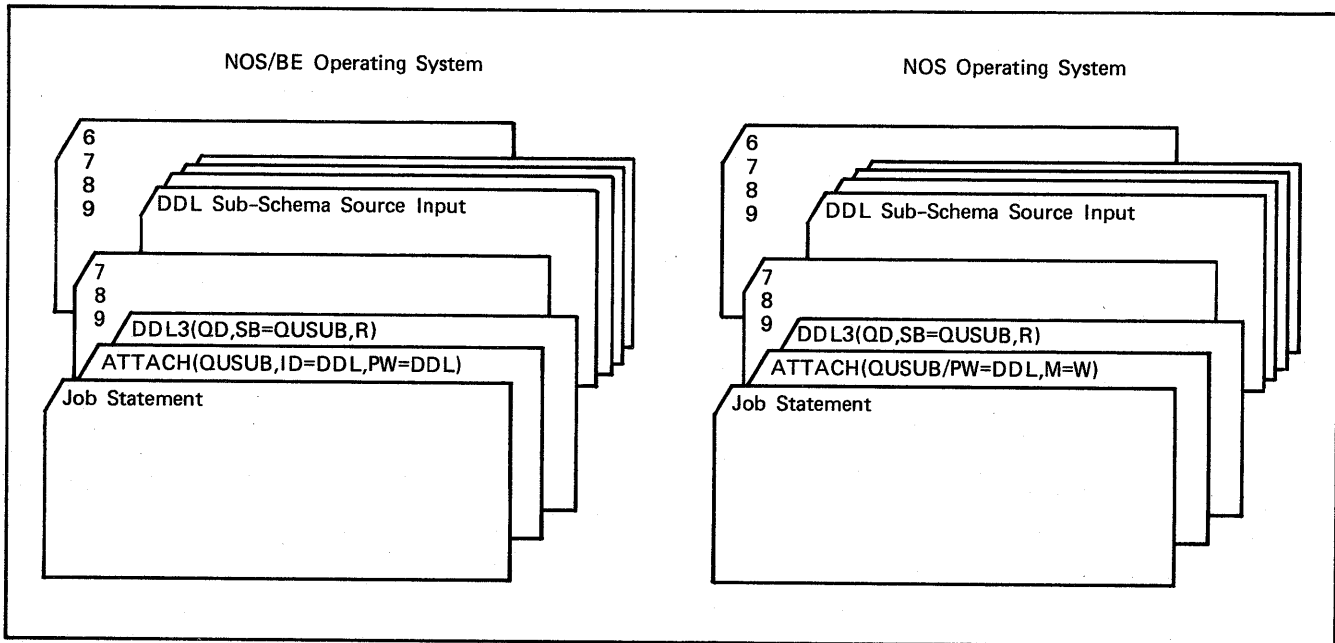 NOS/BE Operating System
6
7
8
9
DDL Sub-Schema Source Input
7
8
9
DDL3(QD,SB=QUSUB,R)
ATTACH(QUSUB,ID=DDL,PW=DDL)
Job Statement
NOS Operating System
6
7
8
9
DDL Sub-Schema Source Input
7
8
9
DDL3(QD,SB=QUSUB,R)
ATTACH(QUSUB/PW=DDL,M=W)
Job Statement